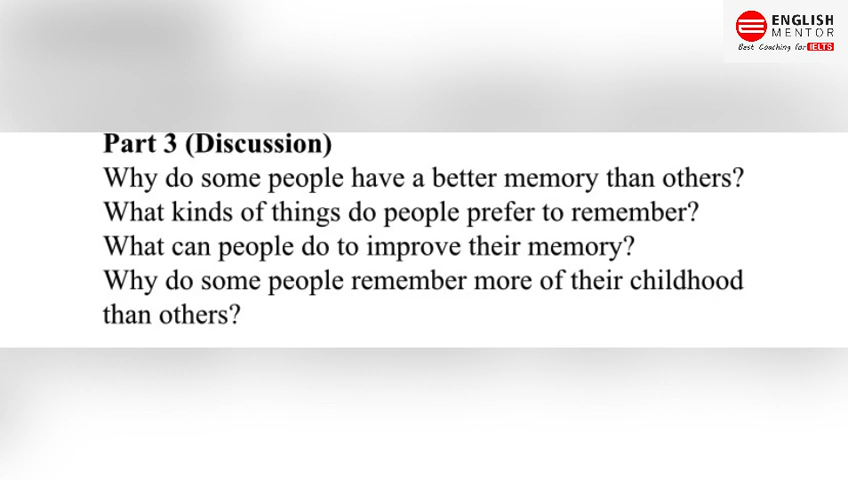 ENGLISH
MENTOR
Best Coaching for IELTS
Part 3 (Discussion)
Why do some people have a better memory than others?
What kinds of things do people prefer to remember?
What can people do to improve their memory?
Why do some people remember more of their childhood
than others?